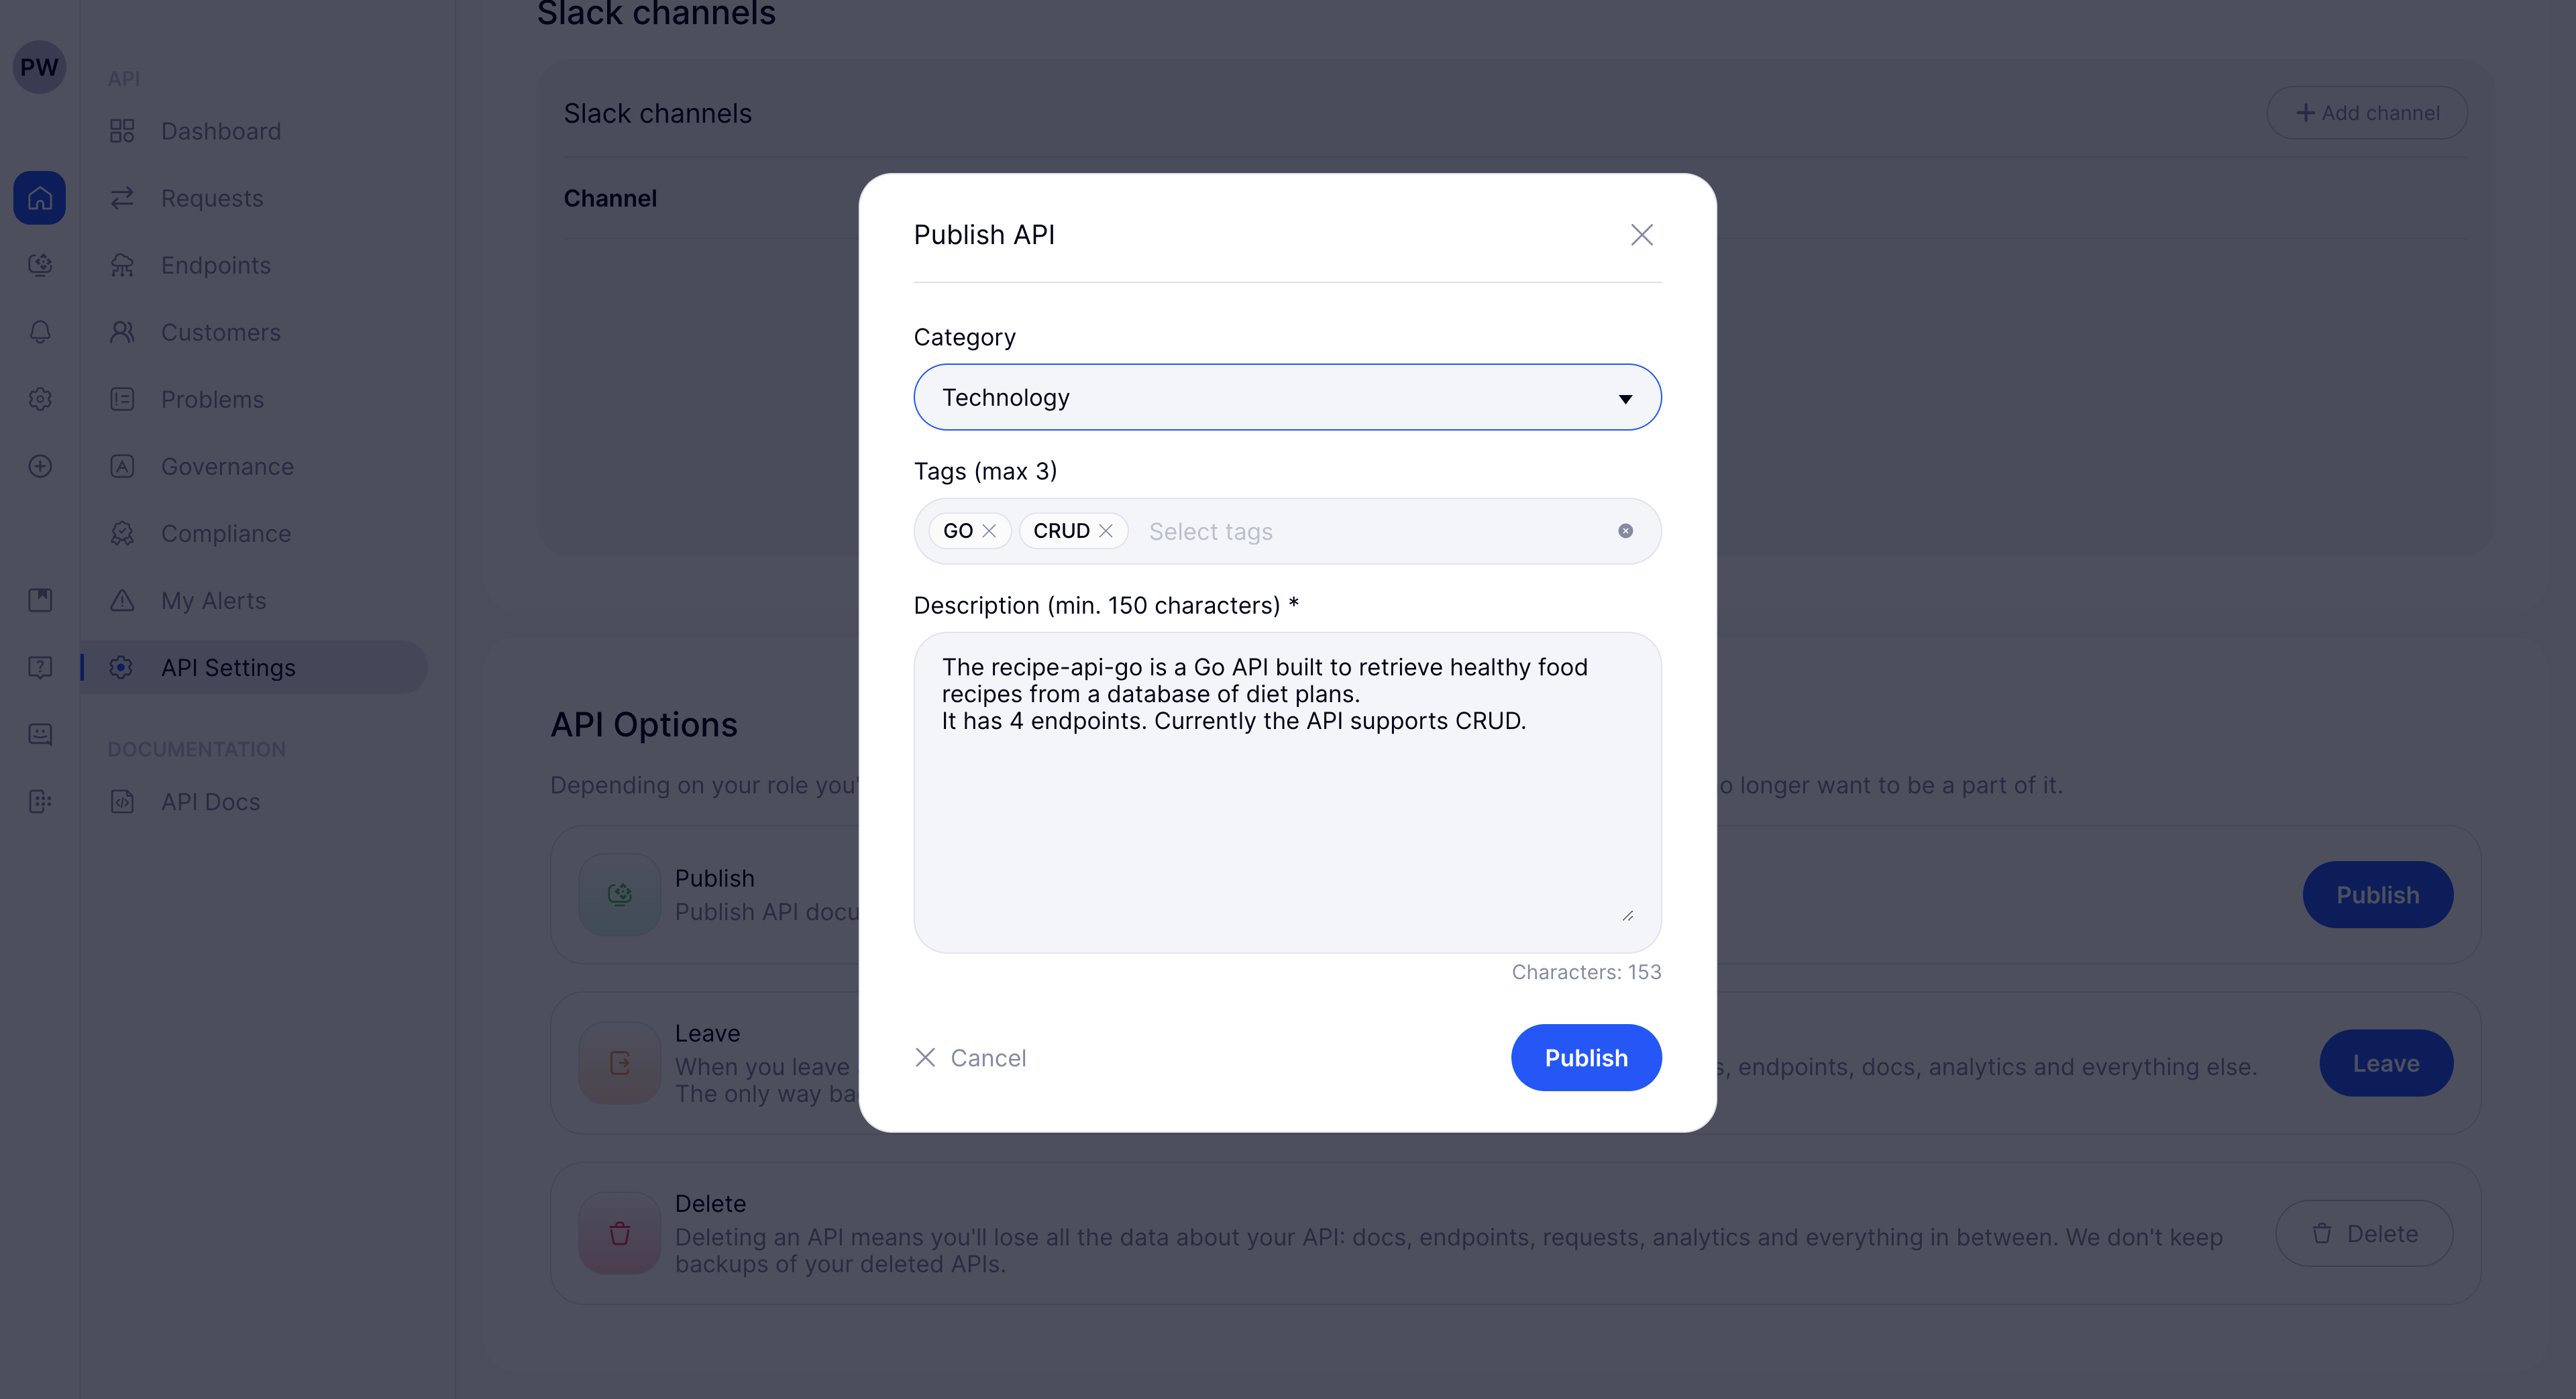 PW
API
Dashboard
Requests
Endpoints
Customers
Problems
Governance
Compliance
My Alerts
API Settings
DOCUMENTATION
API Docs
Slack channels
Slack channels
Add channel
Channel
API Options
Depending on your role you'
o longer want to be a part of it.
Publish
Publish API docu
Publish
Leave
When you leave
s, endpoints, docs, analytics and everything else.
The only way ba
Leave
Delete
Deleting an API means you'll lose all the data about your API: docs, endpoints, requests, analytics and everything in between. We don't keep
backups of your deleted APIs.
Delete
Publish API
Category
Technology
Tags (max 3)
GO CRUD Select tags
Description (min. 150 characters) *
The recipe-api-go is a Go API built to retrieve healthy food
recipes from a database of diet plans.
It has 4 endpoints. Currently the API supports CRUD.
Characters: 153
Cancel
Publish